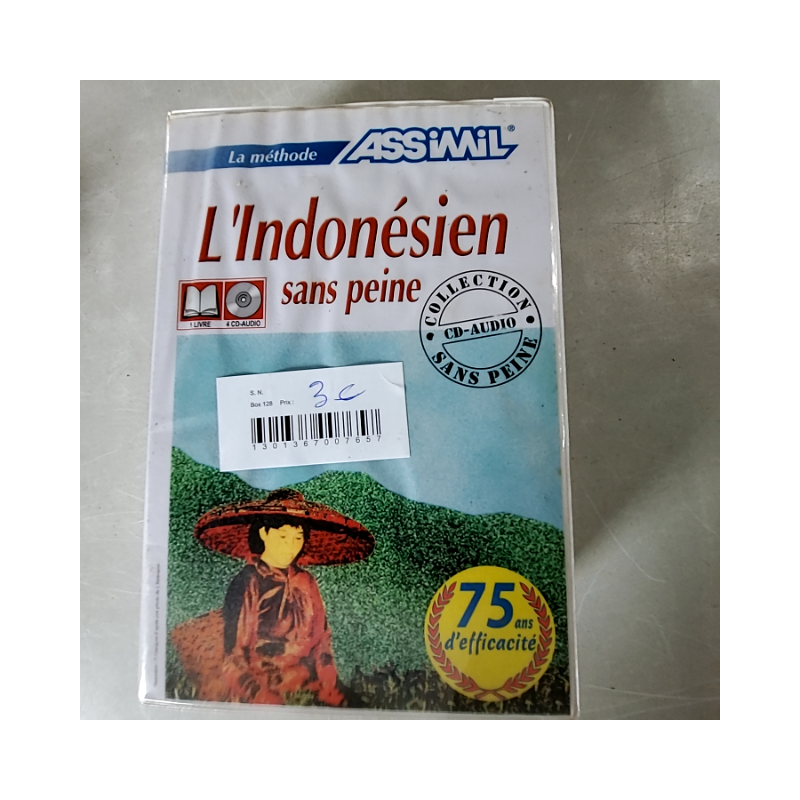 La méthode ASSiMiL®
L'Indonésien
sans peine
1 LIVRE 4 CD-AUDIO
COLLECTION
CD-AUDIO
SANS PEINE
S. N.
Box 128 Prix : 3 €
1301367007657
75 ans
d'efficacité